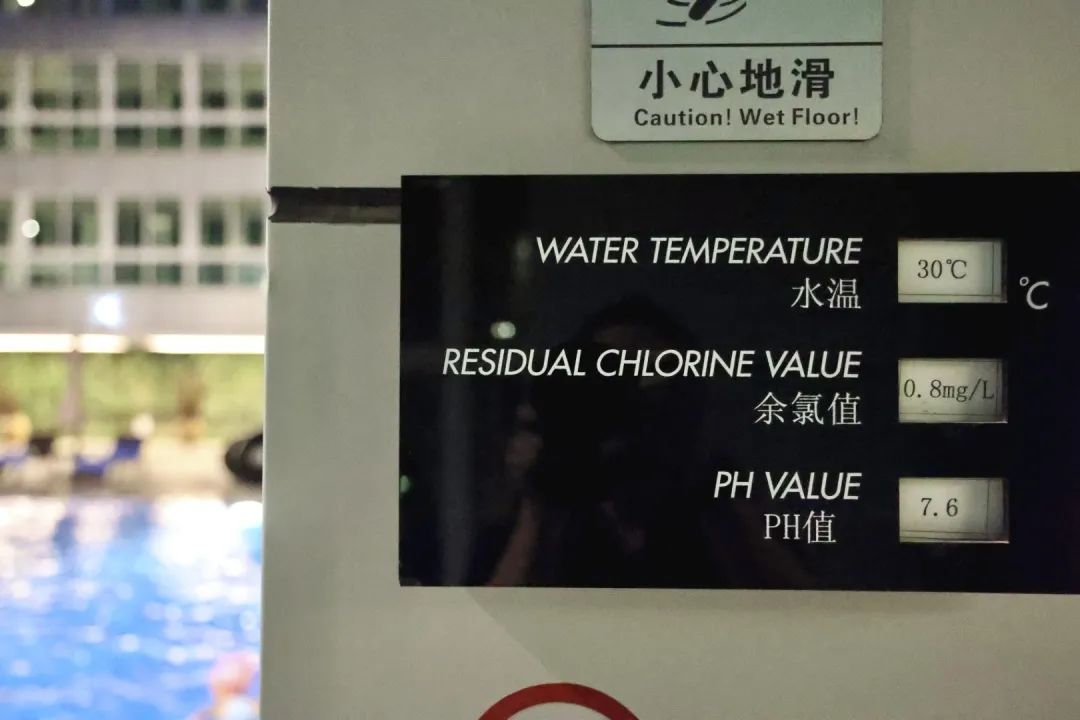 小心地滑
Caution! Wet Floor!
WATER TEMPERATURE
水温
30℃
℃
RESIDUAL CHLORINE VALUE
余氯值
0.8mg/L
PH VALUE
PH值
7.6